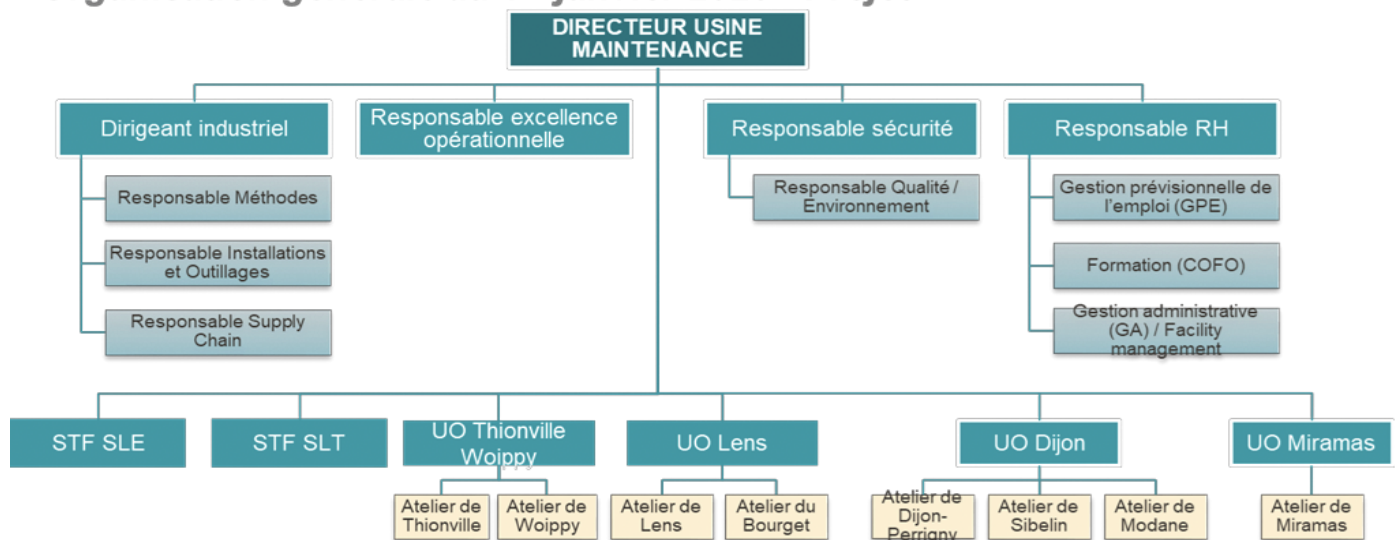 DIRECTEUR USINE
MAINTENANCE
Dirigeant industriel
Responsable excellence
opérationnelle
Responsable sécurité
Responsable RH
Responsable Méthodes
Responsable Installations
et Outillages
Responsable Supply
Chain
Responsable Qualité /
Environnement
Gestion prévisionnelle de
l'emploi (GPE)
Formation (COFO)
Gestion administrative
(GA) / Facility
management
STF SLE
STF SLT
UO Thionville
Woippy
UO Lens
UO Dijon
UO Miramas
Atelier de
Thionville
Atelier de
Woippy
Atelier de
Lens
Atelier du
Bourget
Atelier de
Dijon-
Perrigny
Atelier de
Sibelin
Atelier de
Modane
Atelier de
Miramas